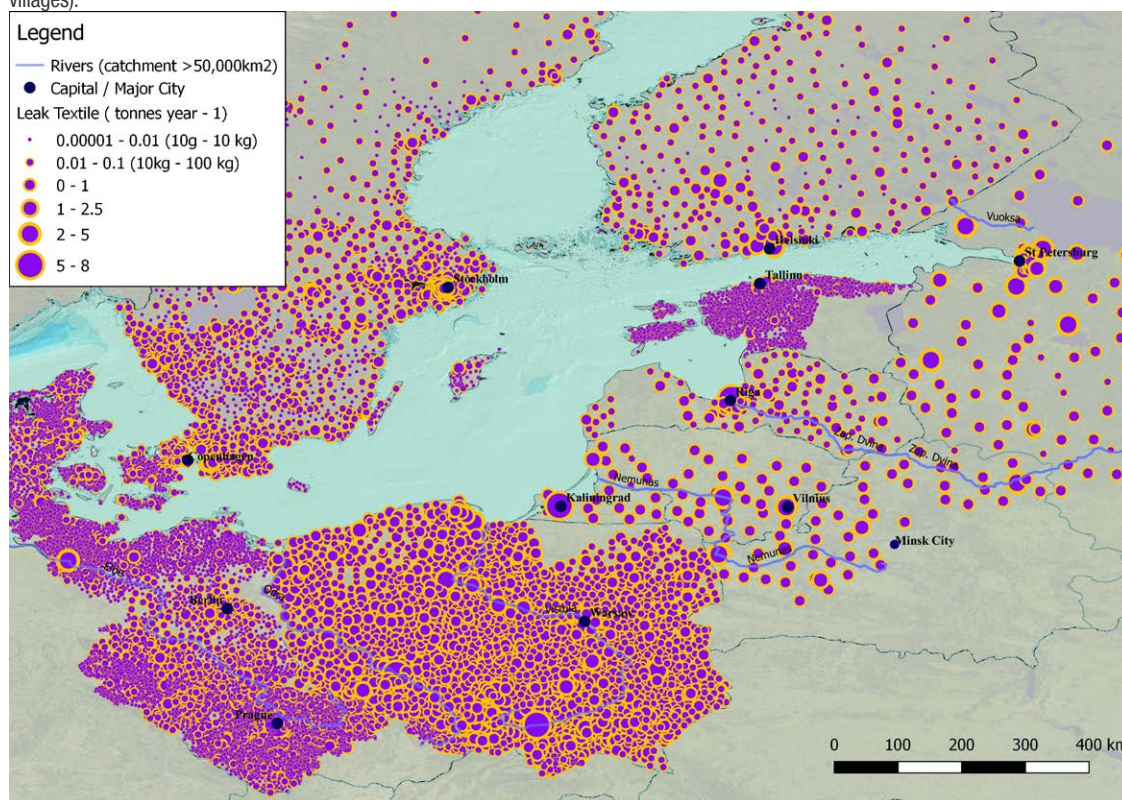 villages).
Legend
Rivers (catchment >50,000km2)
Capital / Major City
Leak Textile ( tonnes year - 1)
0.00001 - 0.01 (10g - 10 kg)
0.01 - 0.1 (10kg - 100 kg)
0 - 1
1 - 2.5
2 - 5
5 - 8
Vuoksa
Helsinki
St Petersburg
Stockholm
Tallinn
Riga
Zap. Dvina
Zap. Dvina
Copenhagen
Nemunas
Kaliningrad
Vilnius
Minsk City
Nemunas
Elbe
Odra
Berlin
Vistula
Warsaw
Prague
0 100 200 300 400 km